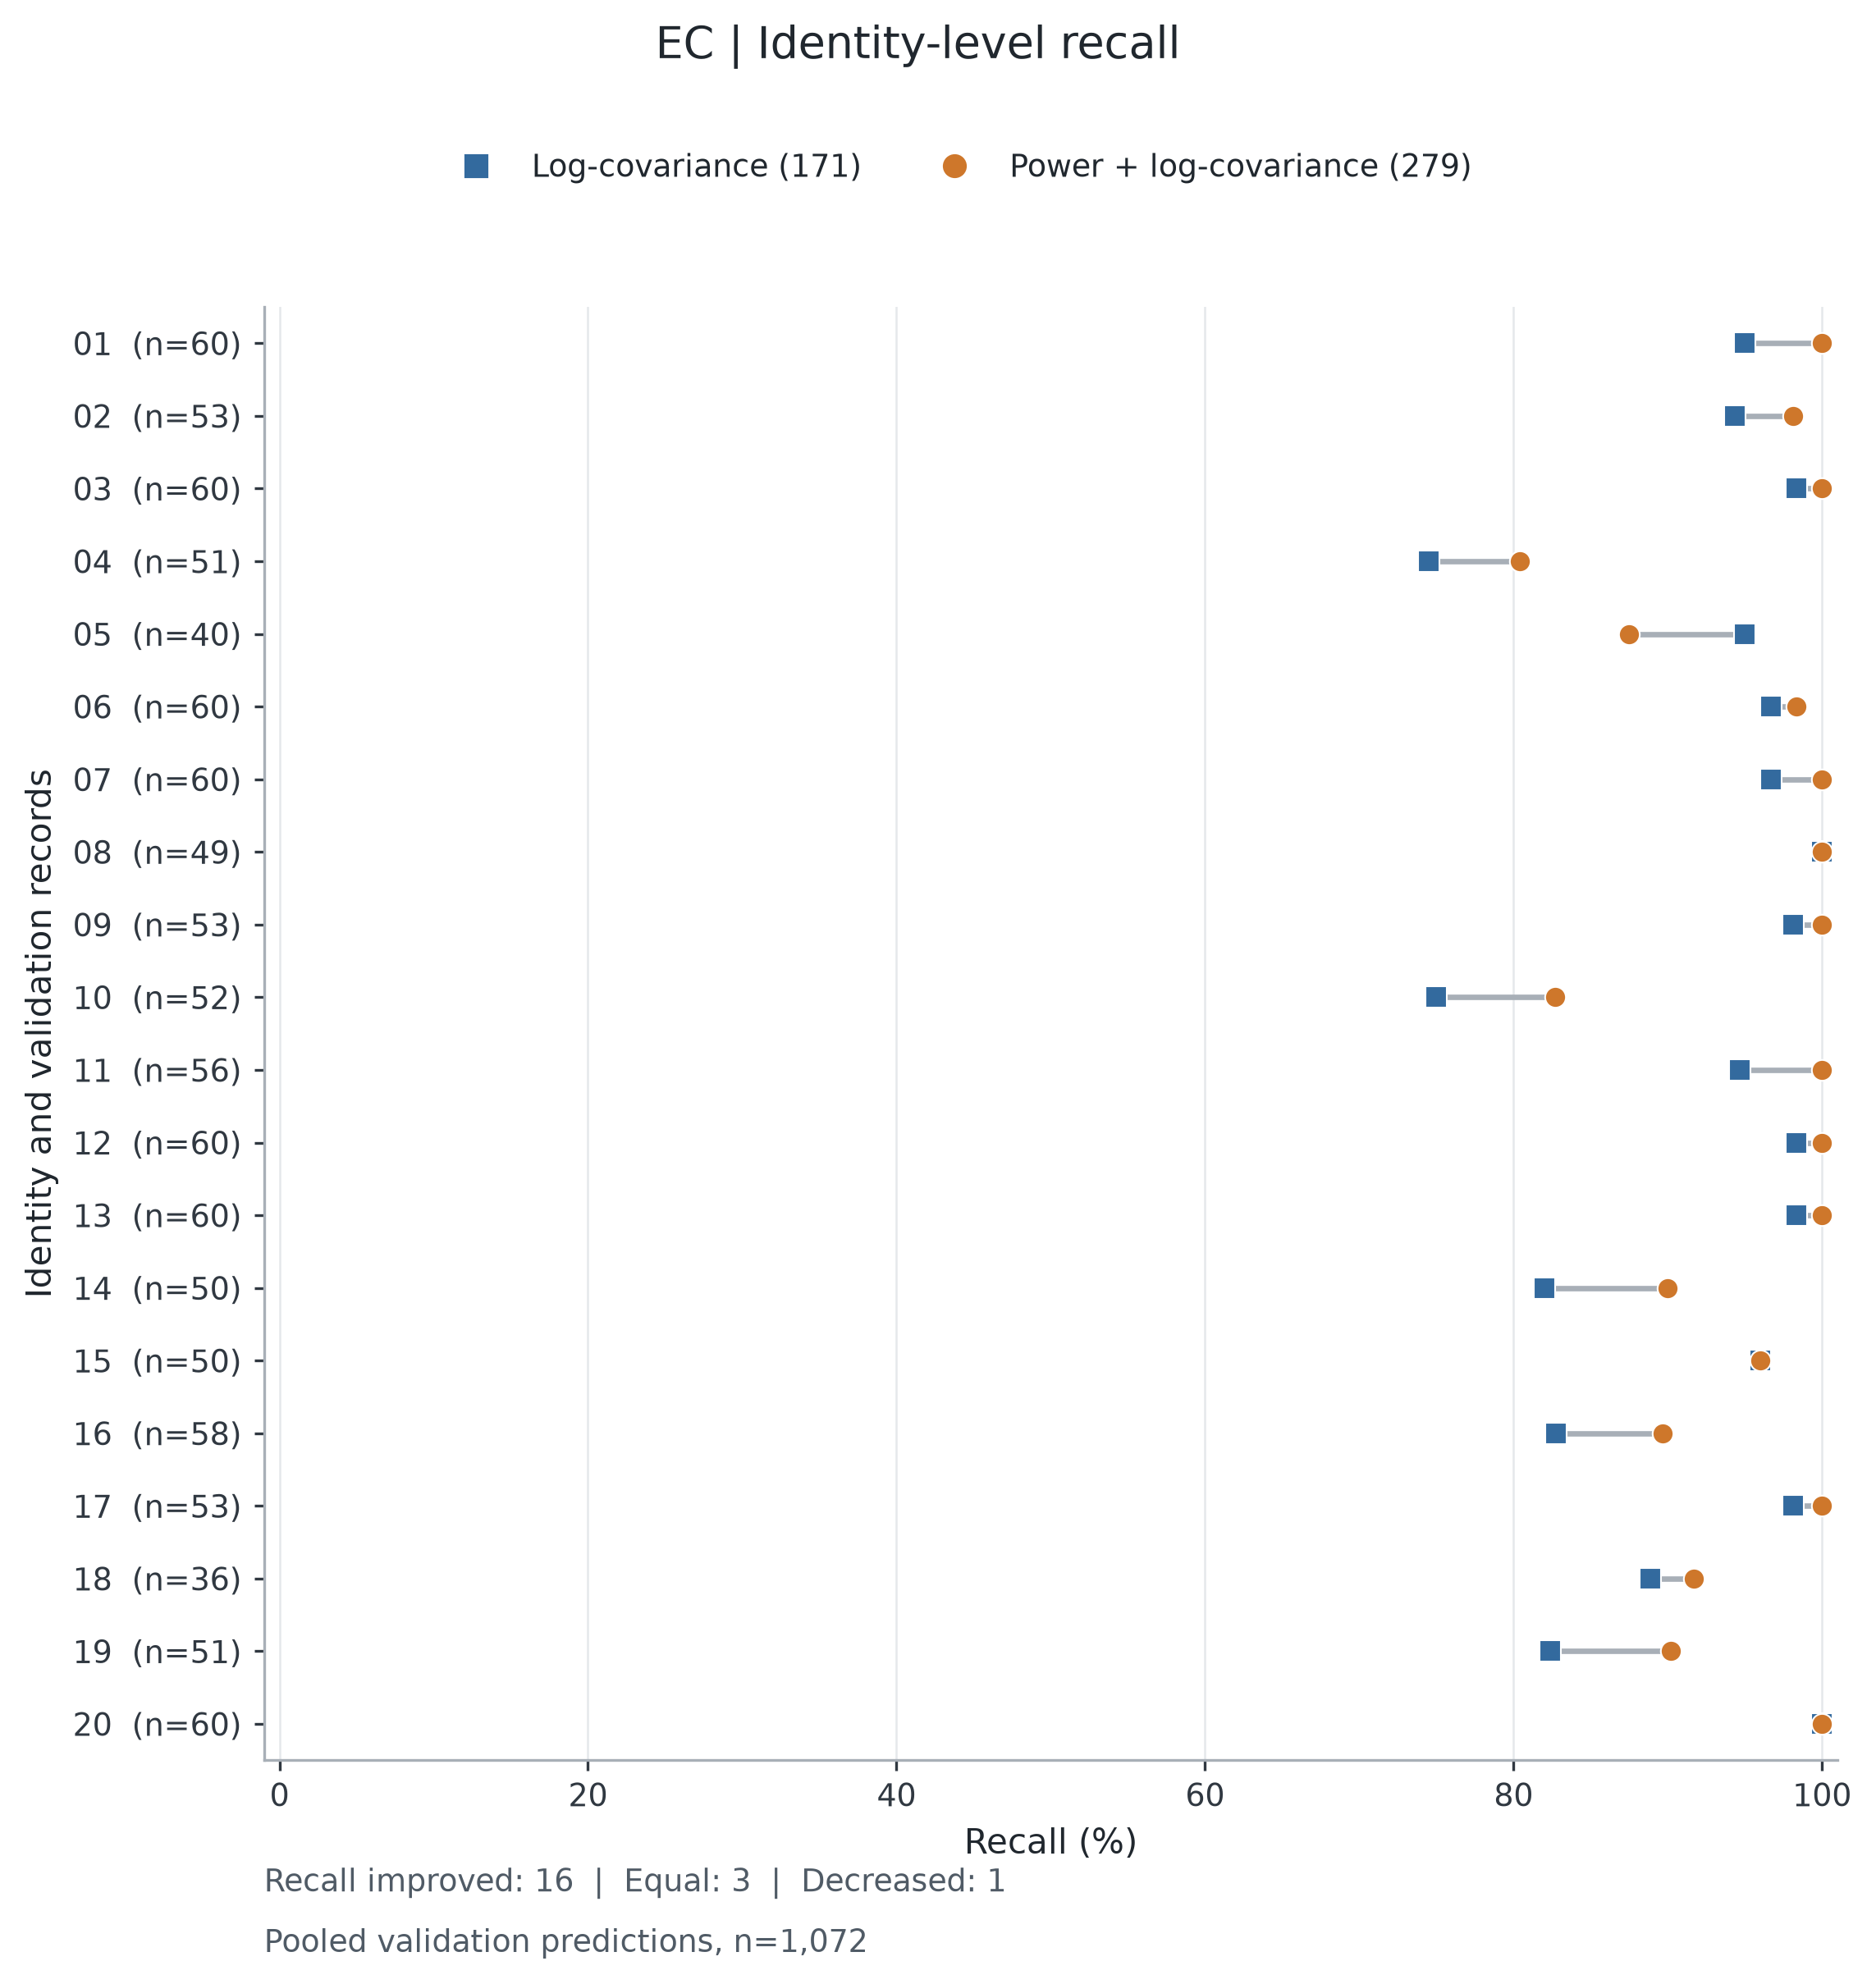 EC | Identity-level recall
Log-covariance (171)
Power + log-covariance (279)
Identity and validation records
01 (n=60)
02 (n=53)
03 (n=60)
04 (n=51)
05 (n=40)
06 (n=60)
07 (n=60)
08 (n=49)
09 (n=53)
10 (n=52)
11 (n=56)
12 (n=60)
13 (n=60)
14 (n=50)
15 (n=50)
16 (n=58)
17 (n=53)
18 (n=36)
19 (n=51)
20 (n=60)
0 20 40 60 80 100
Recall (%)
Recall improved: 16 | Equal: 3 | Decreased: 1
Pooled validation predictions, n=1,072